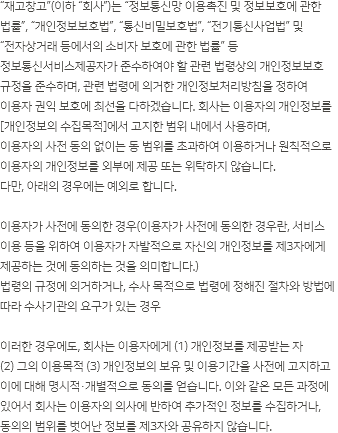 “재고창고”(이하 “회사”)는 “정보통신망 이용촉진 및 정보보호에 관한
법률”, “개인정보보호법”, “통신비밀보호법”, “전기통신사업법” 및
“전자상거래 등에서의 소비자 보호에 관한 법률” 등
정보통신서비스제공자가 준수하여야 할 관련 법령상의 개인정보보호
규정을 준수하며, 관련 법령에 의거한 개인정보처리방침을 정하여
이용자 권익 보호에 최선을 다하겠습니다. 회사는 이용자의 개인정보를
[개인정보의 수집목적]에서 고지한 범위 내에서 사용하며,
이용자의 사전 동의 없이는 동 범위를 초과하여 이용하거나 원칙적으로
이용자의 개인정보를 외부에 제공 또는 위탁하지 않습니다.
다만, 아래의 경우에는 예외로 합니다.
이용자가 사전에 동의한 경우(이용자가 사전에 동의한 경우란, 서비스
이용 등을 위하여 이용자가 자발적으로 자신의 개인정보를 제3자에게
제공하는 것에 동의하는 것을 의미합니다.)
법령의 규정에 의거하거나, 수사 목적으로 법령에 정해진 절차와 방법에
따라 수사기관의 요구가 있는 경우
이러한 경우에도, 회사는 이용자에게 (1) 개인정보를 제공받는 자
(2) 그의 이용목적 (3) 개인정보의 보유 및 이용기간을 사전에 고지하고
이에 대해 명시적·개별적으로 동의를 얻습니다. 이와 같은 모든 과정에
있어서 회사는 이용자의 의사에 반하여 추가적인 정보를 수집하거나,
동의의 범위를 벗어난 정보를 제3자와 공유하지 않습니다.